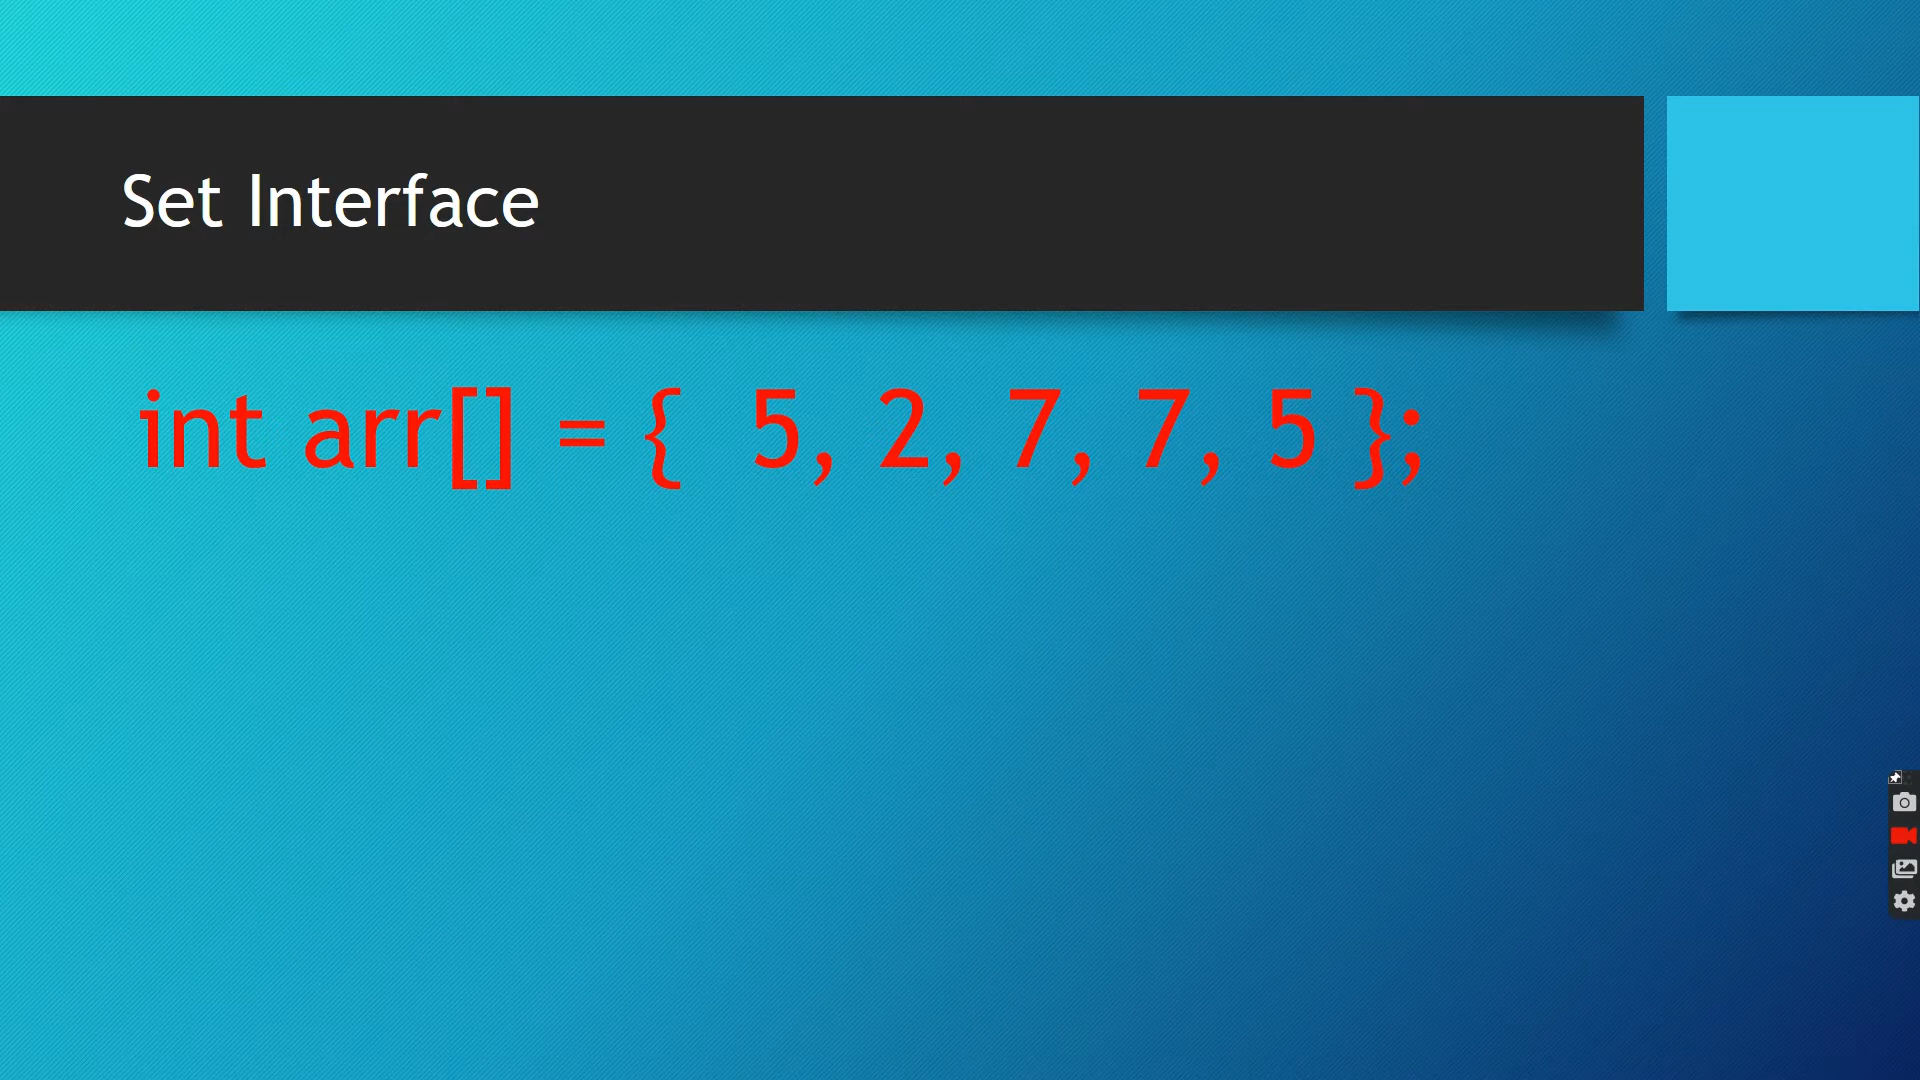 Set Interface
int arr[] = { 5, 2, 7, 7, 5 };